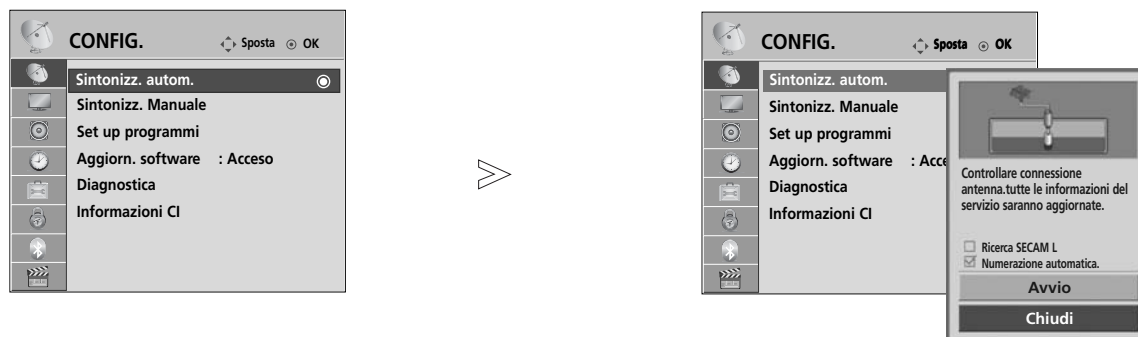 CONFIG. Sposta OK
Sintonizz. autom.
Sintonizz. Manuale
Set up programmi
Aggiorn. software : Acceso
Diagnostica
Informazioni CI
CONFIG. Sposta OK
Sintonizz. autom.
Sintonizz. Manuale
Set up programmi
Aggiorn. software : Acce
Diagnostica
Informazioni CI
Controllare connessione
antenna.tutte le informazioni del
servizio saranno aggiornate.
Ricerca SECAM L
Numerazione automatica.
Avvio
Chiudi